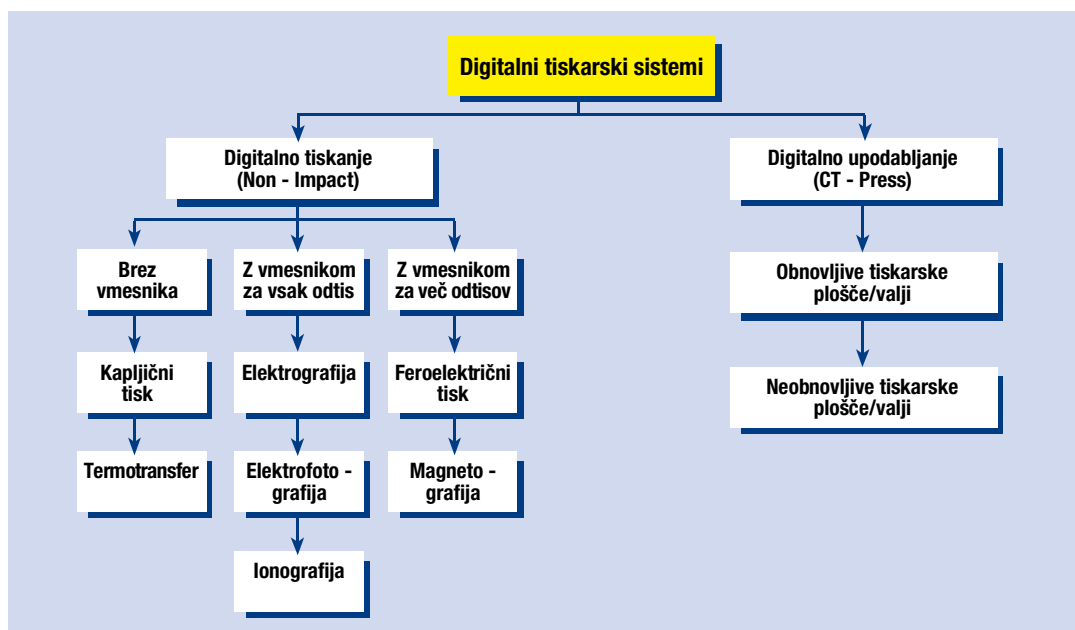 Digitalni tiskarski sistemi
Digitalno tiskanje
(Non - Impact)
Digitalno upodabljanje
(CT - Press)
Brez
vmesnika
Z vmesnikom
za vsak odtis
Z vmesnikom
za več odtisov
Obnovljive tiskarske
plošče/valji
Kapljični
tisk
Elektrografija
Feroelektrični
tisk
Neobnovljive tiskarske
plošče/valji
Termotransfer
Elektrofoto -
grafija
Magneto -
grafija
Ionografija